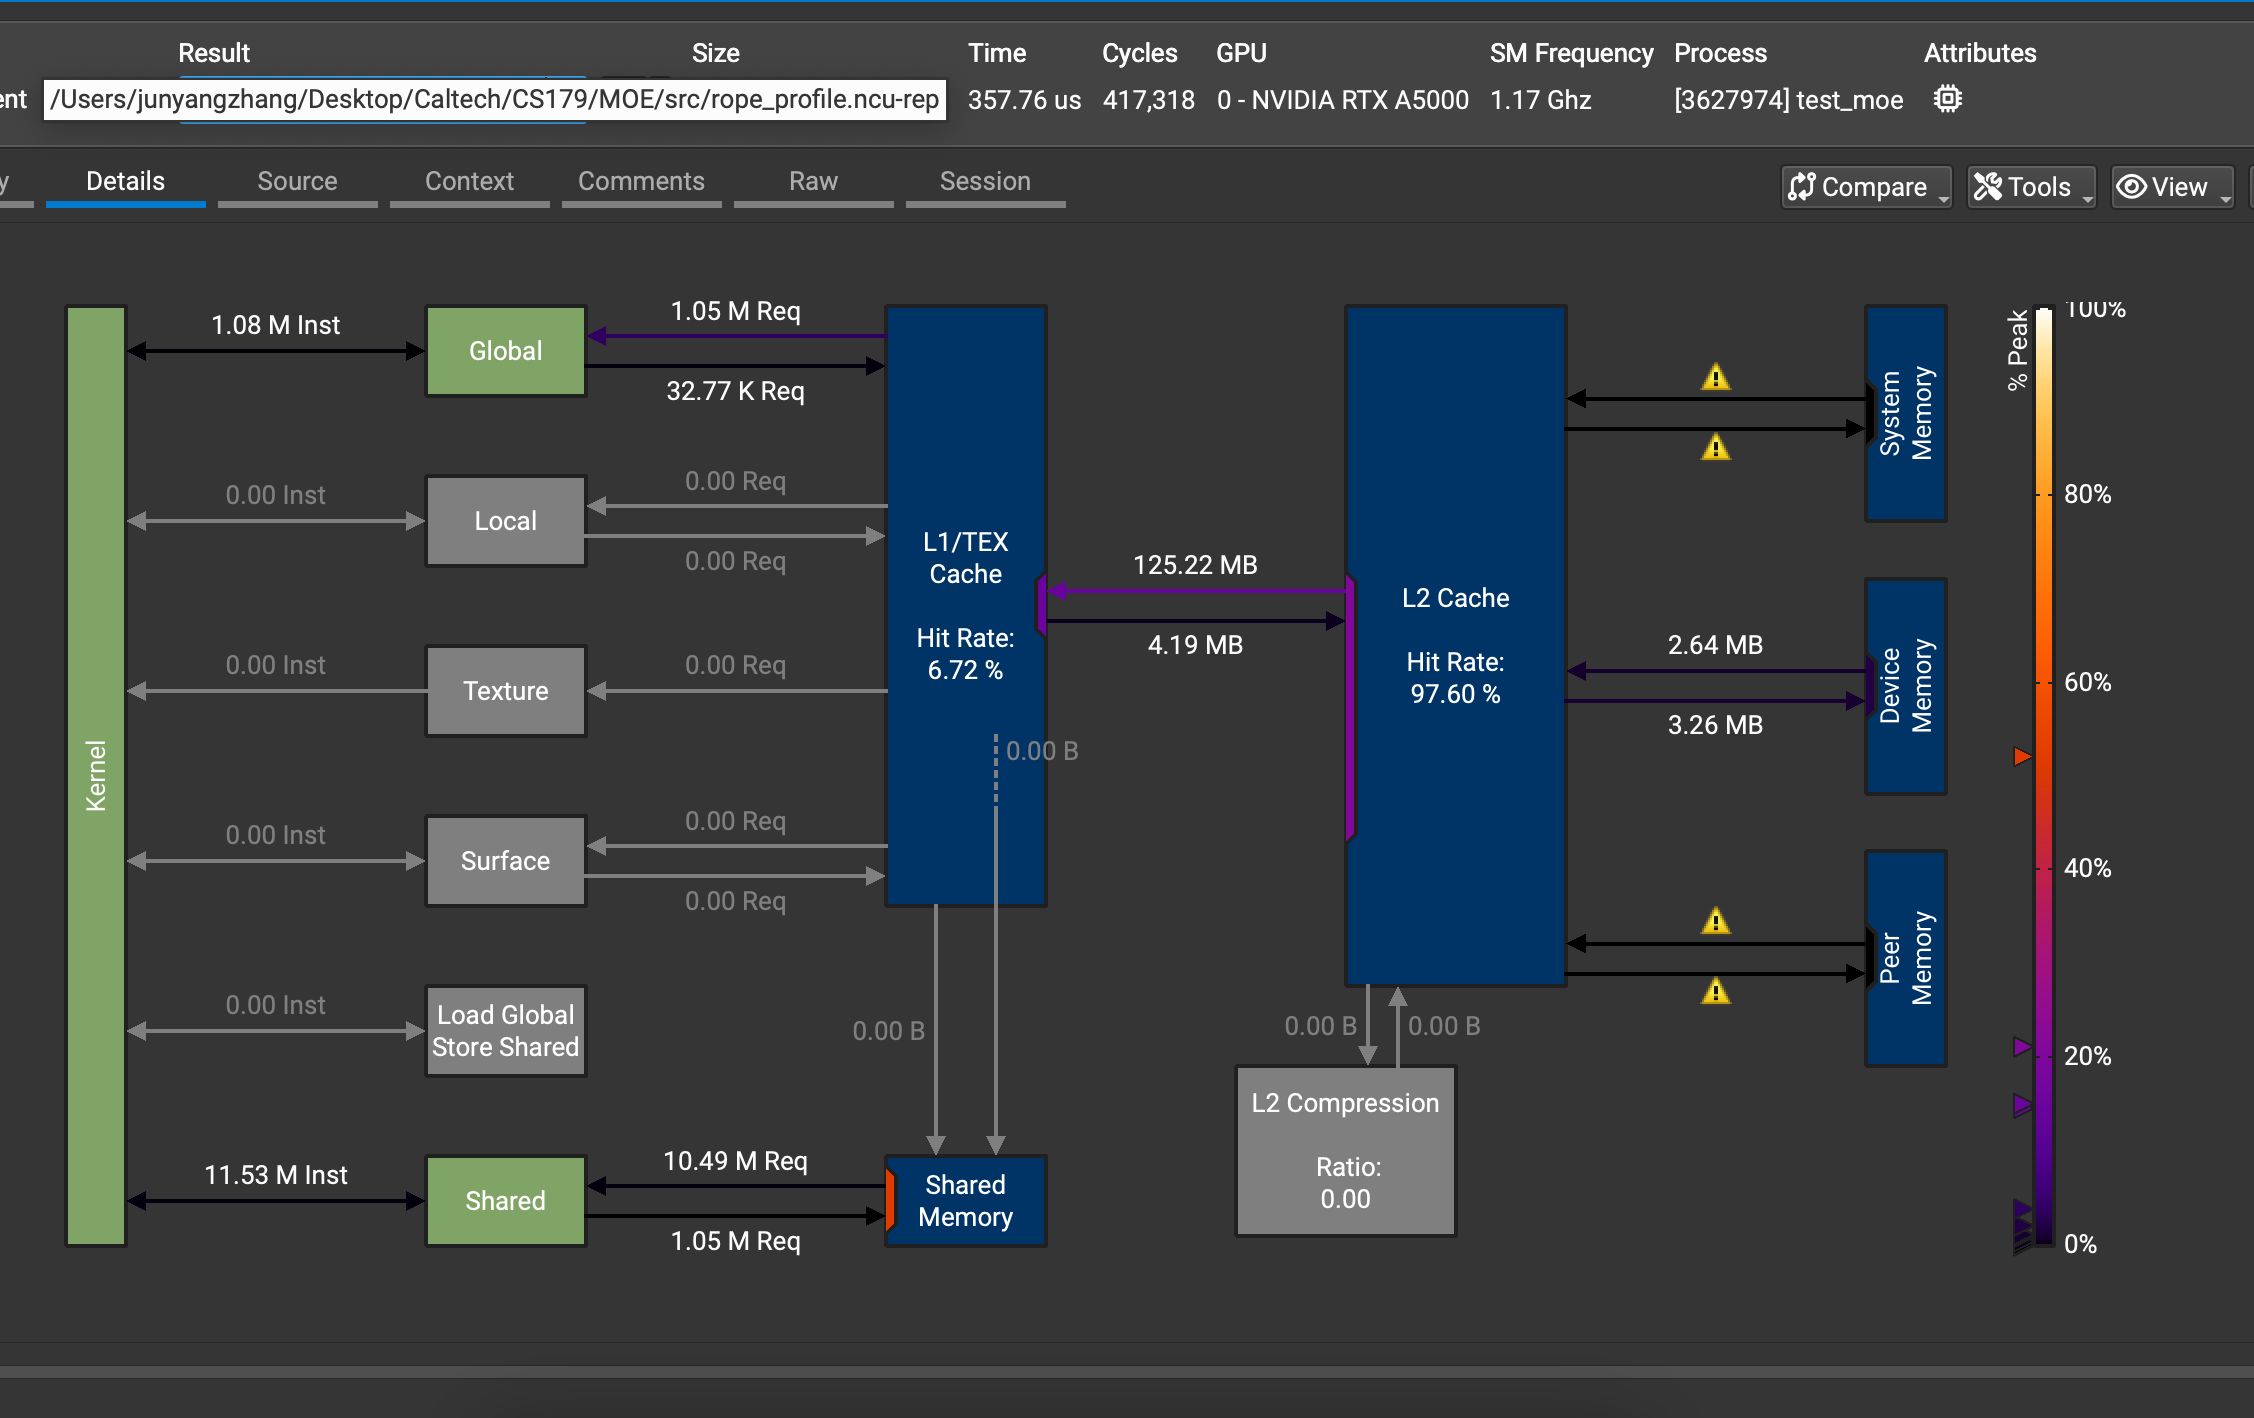 Result Size Time Cycles GPU SM Frequency Process Attributes
ent /Users/junyangzhang/Desktop/Caltech/CS179/MOE/src/rope_profile.ncu-rep 357.76 us 417,318 0 - NVIDIA RTX A5000 1.17 Ghz [3627974] test_moe
y Details Source Context Comments Raw Session Compare Tools View
1.08 M Inst
Global
1.05 M Req
32.77 K Req
0.00 Inst
Local
0.00 Req
0.00 Req
0.00 Inst
Texture
0.00 Req
0.00 Inst
Surface
0.00 Req
0.00 Req
0.00 Inst
Load Global
Store Shared
11.53 M Inst
Shared
10.49 M Req
1.05 M Req
Kernel
L1/TEX
Cache
Hit Rate:
6.72 %
0.00 B
0.00 B
Shared
Memory
125.22 MB
4.19 MB
L2 Cache
Hit Rate:
97.60 %
0.00 B
0.00 B
L2 Compression
Ratio:
0.00
System
Memory
2.64 MB
3.26 MB
Device
Memory
Peer
Memory
% Peak
100%
80%
60%
40%
20%
0%